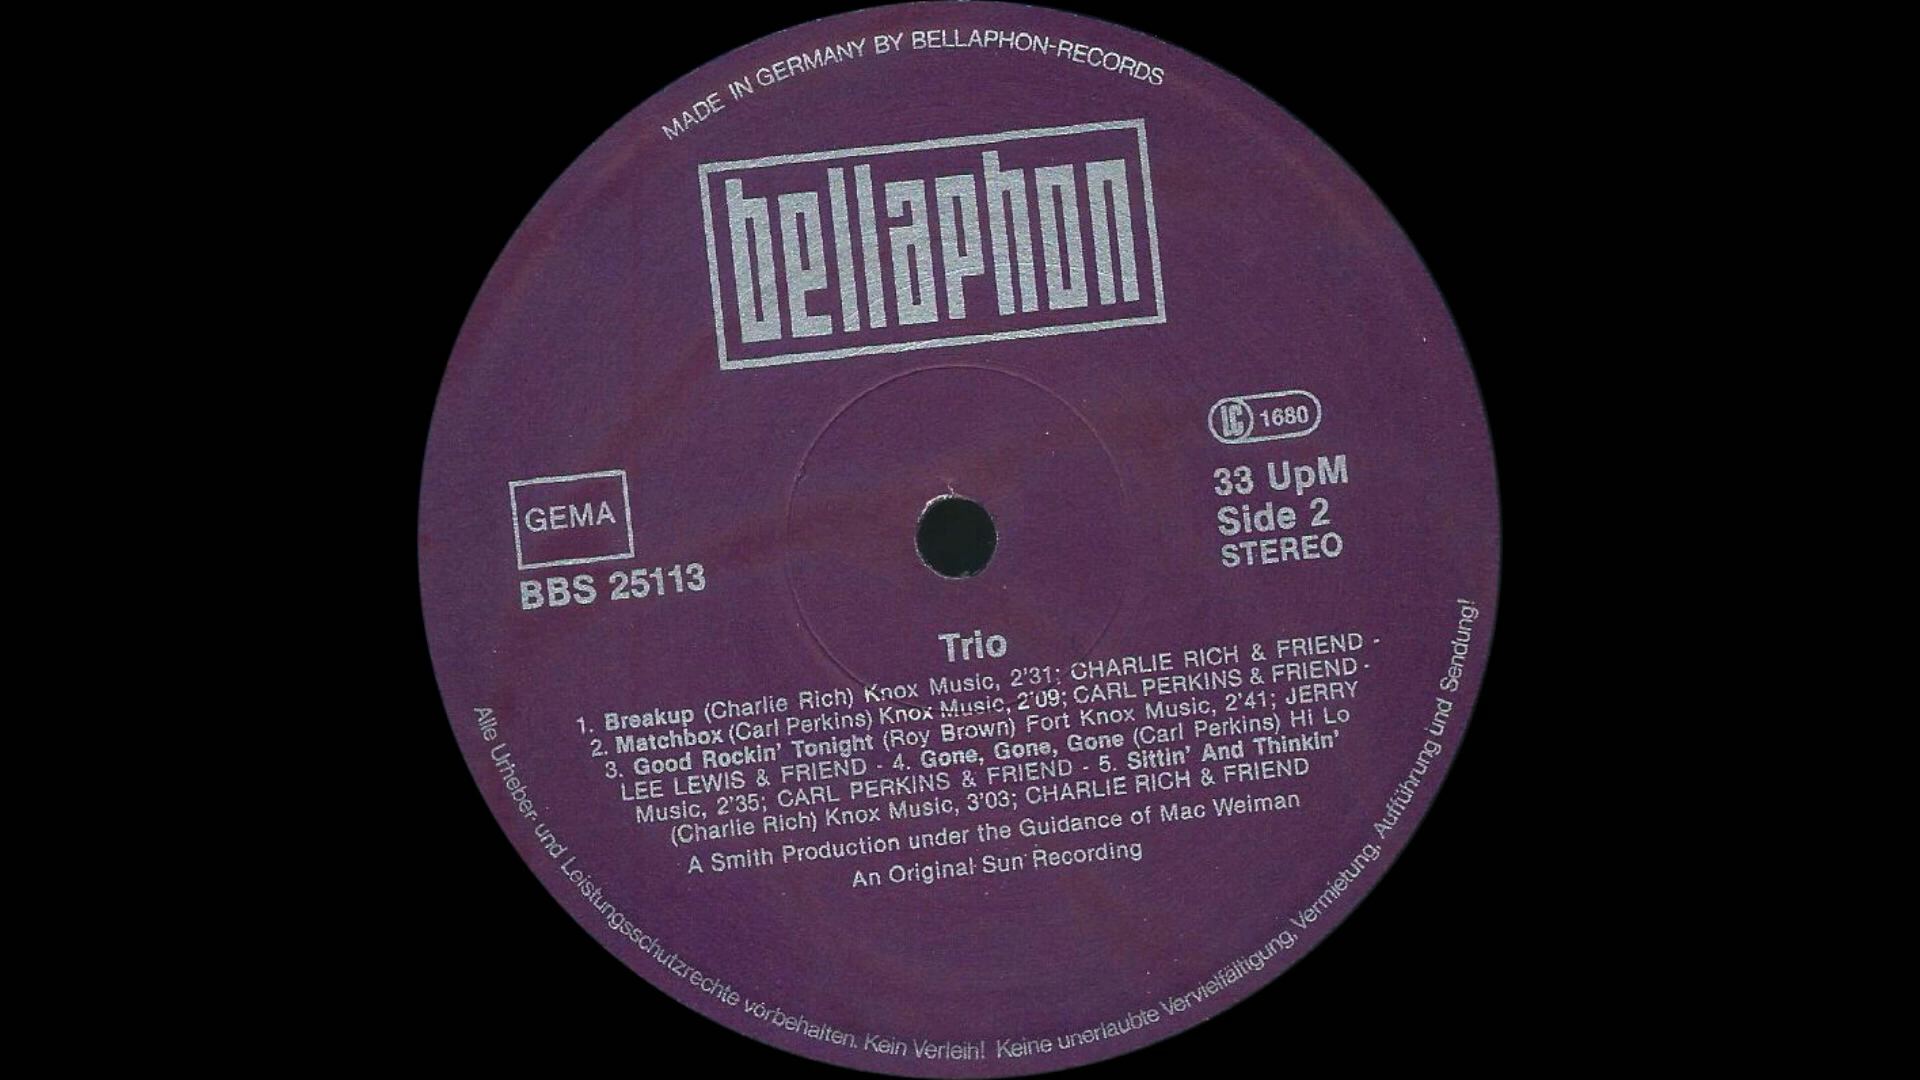 MADE IN GERMANY BY BELLAPHON-RECORDS
bellaphon
LC 1680
33 UpM
Side 2
STEREO
GEMA
BBS 25113
Trio
1. Breakup (Charlie Rich) Knox Music, 2'31; CHARLIE RICH & FRIEND -
2. Matchbox (Carl Perkins) Knox Music, 2'09; CARL PERKINS & FRIEND -
3. Good Rockin' Tonight (Roy Brown) Fort Knox Music, 2'41; JERRY
LEE LEWIS & FRIEND - 4. Gone, Gone, Gone (Carl Perkins) Hi Lo
Music, 2'35; CARL PERKINS & FRIEND - 5. Sittin' And Thinkin'
(Charlie Rich) Knox Music, 3'03; CHARLIE RICH & FRIEND
A Smith Production under the Guidance of Mac Weiman
An Original Sun Recording
Alle Urheber- und Leistungsschutzrechte vorbehalten. Kein Verleih! Keine unerlaubte Vervielfältigung, Vermietung, Aufführung und Sendung!